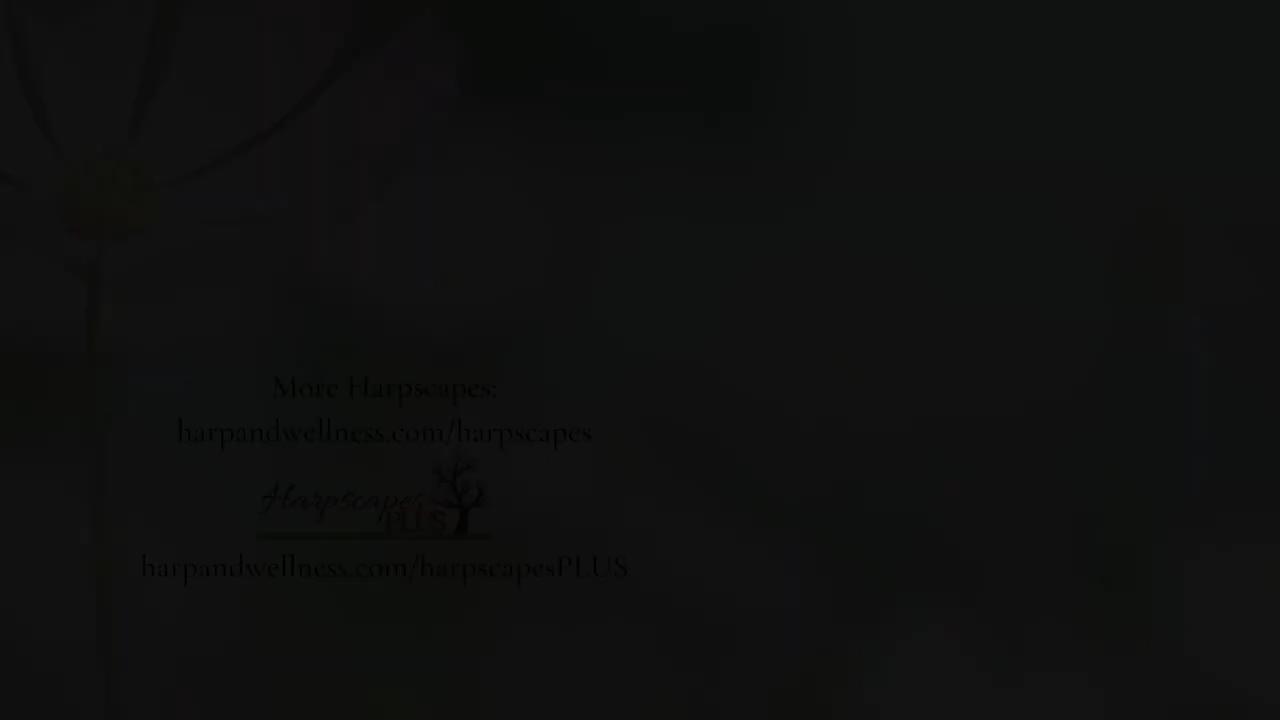 More Harpscapes:
harpandwellness.com/harpscapes
Harpscapes
PLUS
harpandwellness.com/harpscapesPLUS